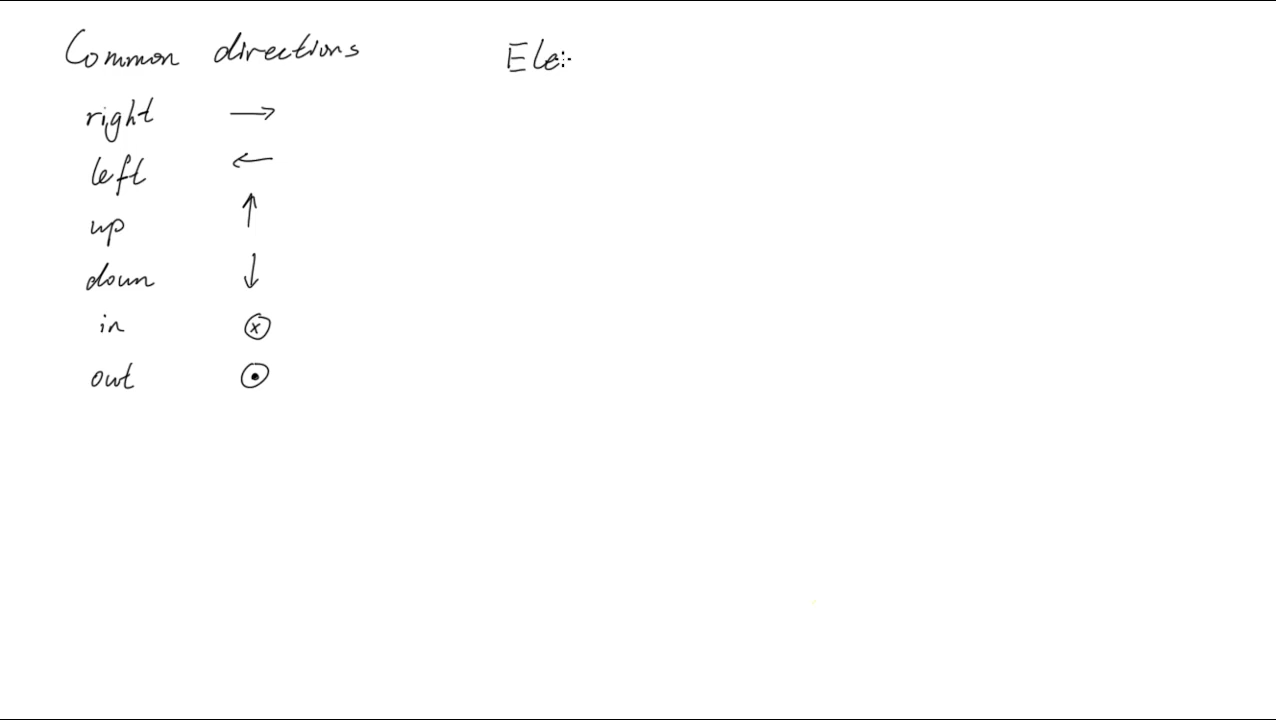 Common directions
right →
left ←
up ↑
down ↓
in ⊗
out ⊙
Ele